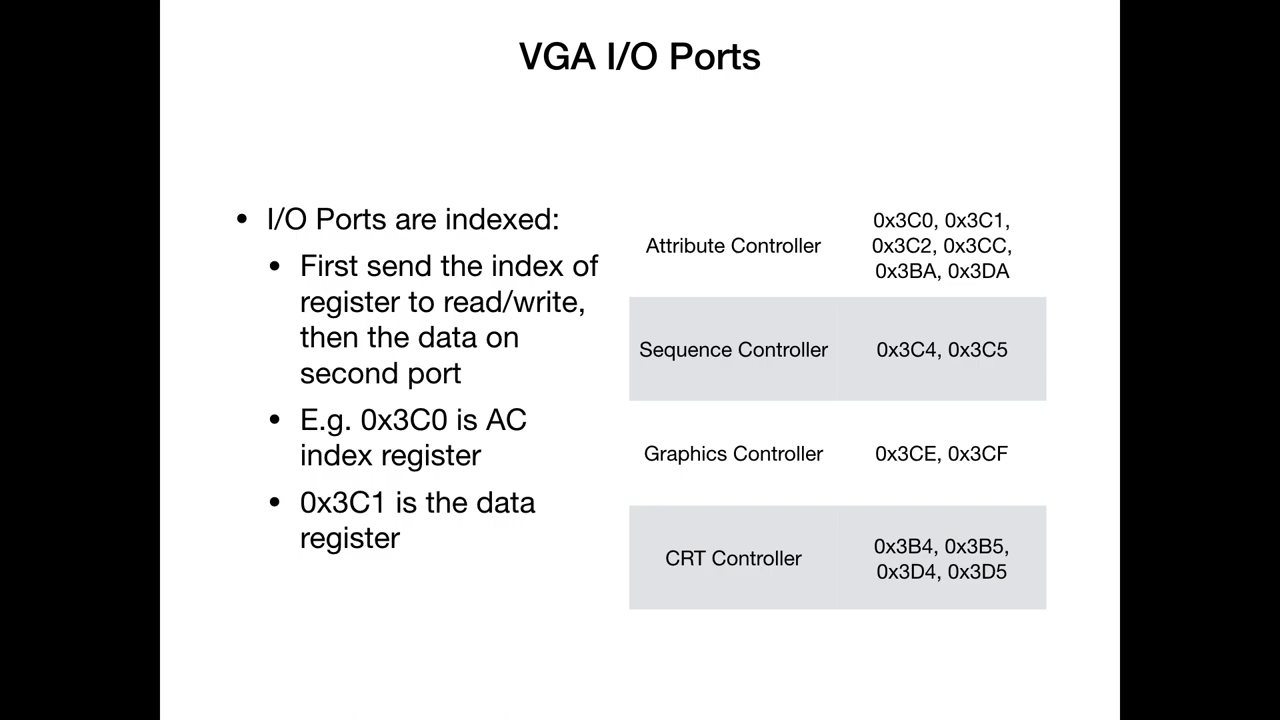 VGA I/O Ports
• I/O Ports are indexed:
• First send the index of
register to read/write,
then the data on
second port
• E.g. 0x3C0 is AC
index register
• 0x3C1 is the data
register
Attribute Controller
0x3C0, 0x3C1,
0x3C2, 0x3CC,
0x3BA, 0x3DA
Sequence Controller
0x3C4, 0x3C5
Graphics Controller
0x3CE, 0x3CF
CRT Controller
0x3B4, 0x3B5,
0x3D4, 0x3D5